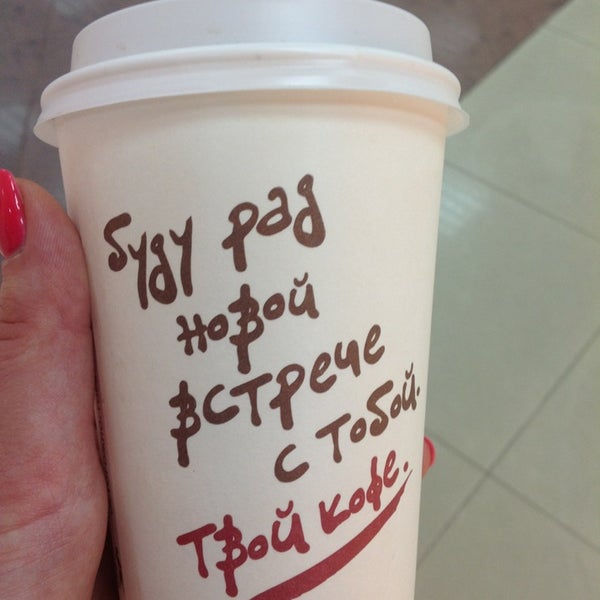 буду рад
новой
встрече
с тобой.
Твой кофе.